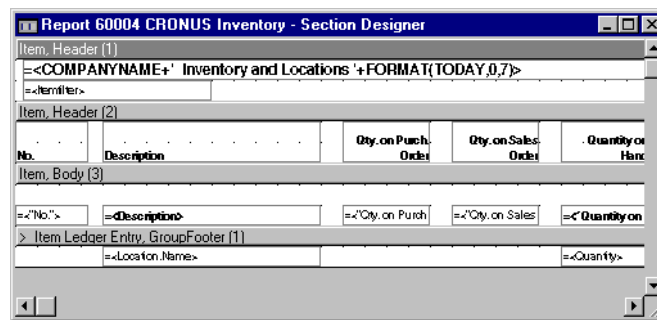 Report 60004 CRONUS Inventory - Section Designer
Item, Header (1)
=<COMPANYNAME+' Inventory and Locations '+FORMAT(TODAY,0,7)>
=<Itemfilter>
Item, Header (2)
Qty. on Purch. Qty. on Sales Quantity on
No. Description Order Order Hand
Item, Body (3)
=<"No."> =<Description> =<"Qty. on Purch =<"Qty. on Sales =<"Quantity on
> Item Ledger Entry, GroupFooter (1)
=<Location.Name> =<Quantity>